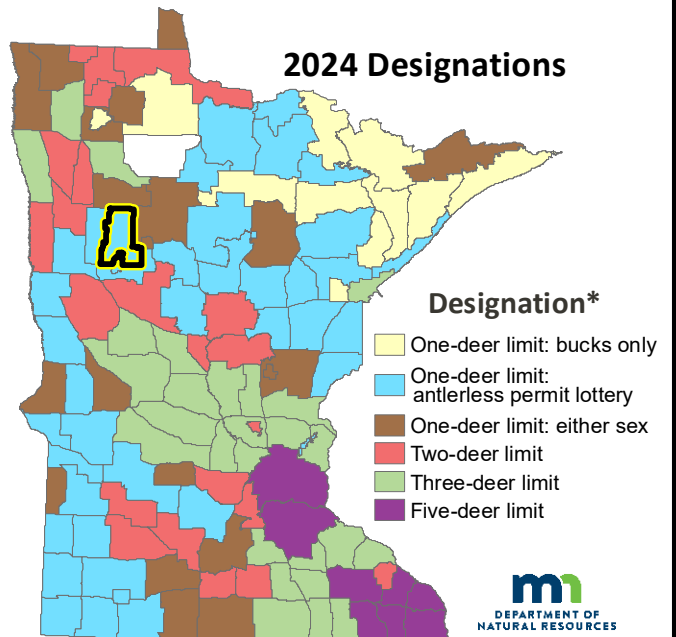 2024 Designations
Designation*
One-deer limit: bucks only
One-deer limit:
antlerless permit lottery
One-deer limit: either sex
Two-deer limit
Three-deer limit
Five-deer limit
mn
DEPARTMENT OF
NATURAL RESOURCES